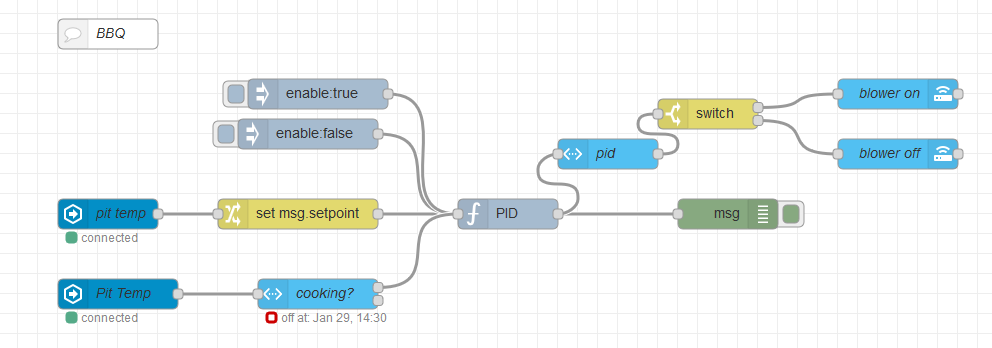 BBQ
enable:true
enable:false
blower on
switch
pid
blower off
pit temp
set msg.setpoint
PID
msg
connected
Pit Temp
cooking?
connected
off at: Jan 29, 14:30